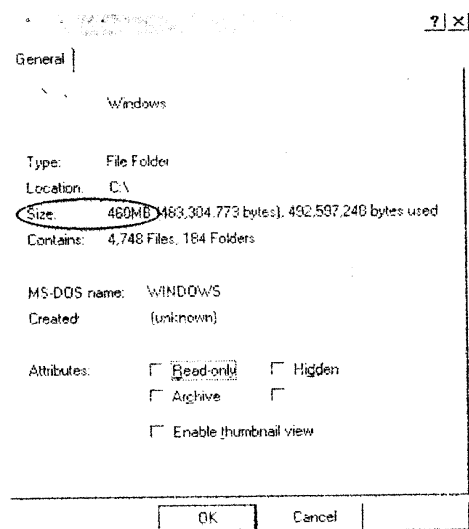 ? ×
General
Windows
Type: File Folder
Location: C:\
Size: 460MB (483,304,773 bytes), 492,597,248 bytes used
Contains: 4,748 Files, 184 Folders
MS-DOS name: WINDOWS
Created: (unknown)
Attributes: Read-only Hidden
Archive
Enable thumbnail view
OK Cancel